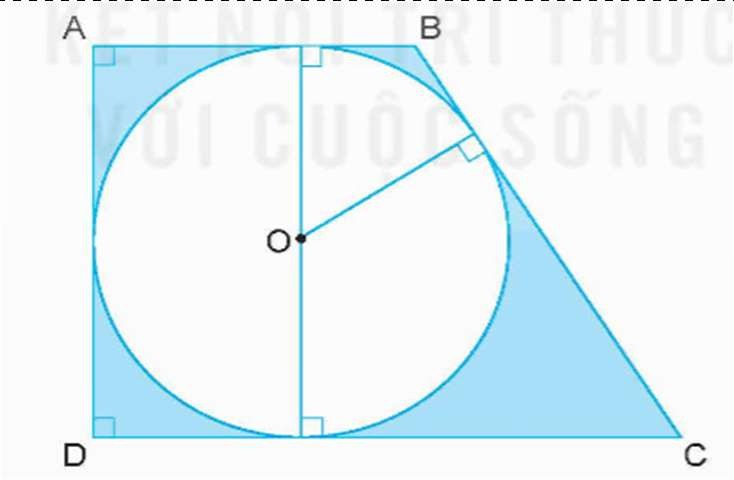 KẾT NỐI TRI THỨC
VỚI CUỘC SỐNG
A B
O
D C